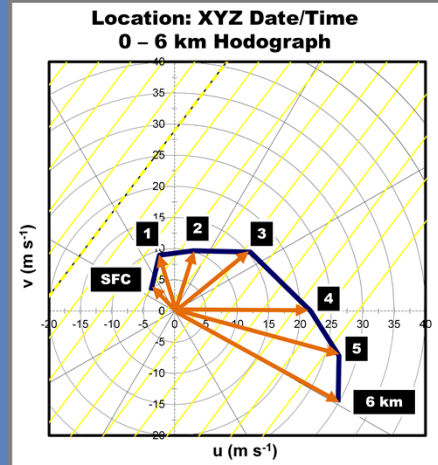 Location: XYZ Date/Time
0 – 6 km Hodograph
40
35
30
25
20
15
10
5
0
-5
-10
-15
-20
-20 -15 -10 -5 0 5 10 15 20 25 30 35 40
v (m s⁻¹)
u (m s⁻¹)
SFC
1
2
3
4
5
6 km